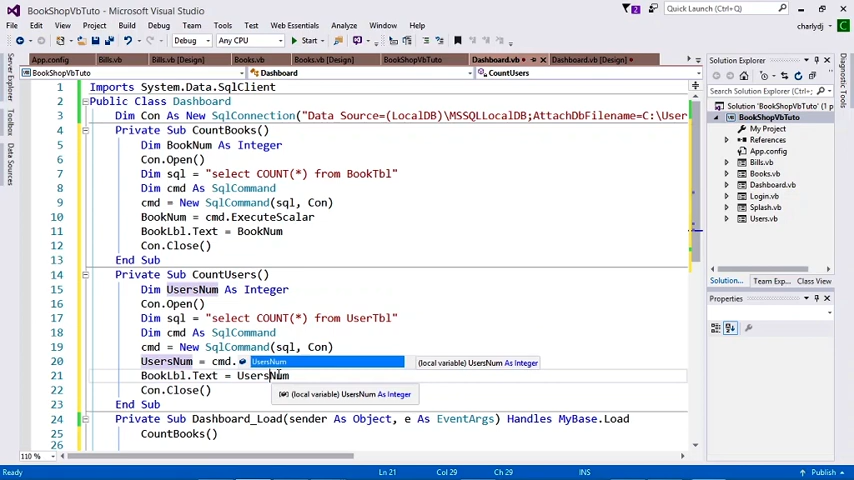 BookShopVbTuto - Microsoft Visual Studio
2
Quick Launch (Ctrl+Q)
File Edit View Project Build Debug Team Tools Test Web Essentials Analyze Window Help
charlydj
Debug Any CPU Start
App.config Bills.vb Bills.vb [Design] Books.vb Books.vb [Design] BookShopVbTuto Dashboard.vb Dashboard.vb [Design]
BookShopVbTuto Dashboard CountUsers
Server Explorer
Toolbox
Data Sources
1 Imports System.Data.SqlClient
2 Public Class Dashboard
3 Dim Con As New SqlConnection("Data Source=(LocalDB)\MSSQLLocalDB;AttachDbFilename=C:\User
4 Private Sub CountBooks()
5 Dim BookNum As Integer
6 Con.Open()
7 Dim sql = "select COUNT(*) from BookTbl"
8 Dim cmd As SqlCommand
9 cmd = New SqlCommand(sql, Con)
10 BookNum = cmd.ExecuteScalar
11 BookLbl.Text = BookNum
12 Con.Close()
13 End Sub
14 Private Sub CountUsers()
15 Dim UsersNum As Integer
16 Con.Open()
17 Dim sql = "select COUNT(*) from UserTbl"
18 Dim cmd As SqlCommand
19 cmd = New SqlCommand(sql, Con)
20 UsersNum = cmd. UsersNum (local variable) UsersNum As Integer
21 BookLbl.Text = UsersNum
22 Con.Close() (local variable) UsersNum As Integer
23 End Sub
24 Private Sub Dashboard_Load(sender As Object, e As EventArgs) Handles MyBase.Load
25 CountBooks()
26
110 %
Solution Explorer
Search Solution Explorer (Ctrl+;)
Solution 'BookShopVbTuto' (1 p
BookShopVbTuto
My Project
References
App.config
Bills.vb
Books.vb
Dashboard.vb
Login.vb
Splash.vb
Users.vb
Solution... Team Exp... Class View
Properties
Notifications
Diagnostic Tools
Ready Ln 21 Col 29 Ch 29 INS Publish